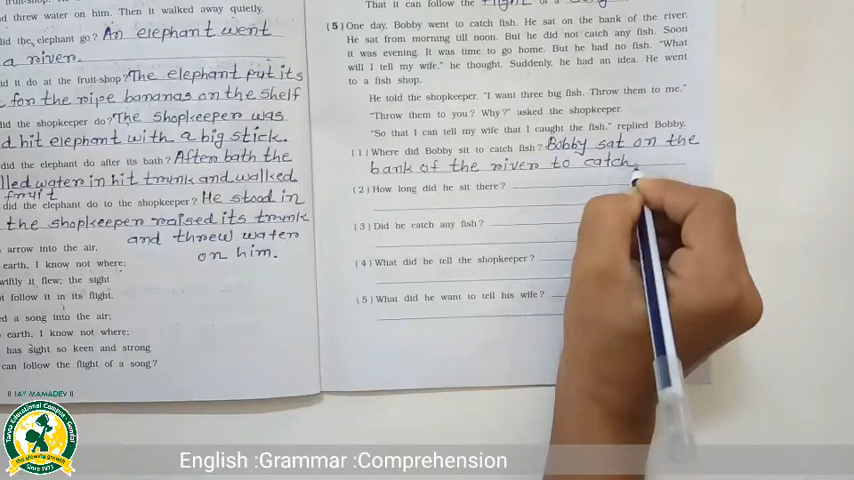 fruit-shop.
d threw water on him. Then it walked away quietly.
did the elephant go? An elephant went
a river.
d it do at the fruit-shop? The elephant put its
for the ripe bananas on the shelf
d the shopkeeper do? The shopkeeper was
d hit elephant with a big stick.
did the elephant do after its bath? After bath the
lled water in hit trunk and walked
fruit
did the elephant do to the shopkeeper? He stood in
the shopkeeper raised its trunk
and threw water
on him.
arrow into the air,
earth, I know not where;
wiftly it flew; the sight
t follow it in its flight.
ed a song into the air;
earth, I know not where;
has sight so keen and strong
can follow the flight of a song?
|| JAY MAMADEV ||
That it can follow the flight of a song
(5) One day, Bobby went to catch fish. He sat on the bank of the river.
He sat from morning till noon. But he did not catch any fish. Soon
it was evening. It was time to go home. But he had no fish. "What
will I tell my wife," he thought. Suddenly, he had an idea. He went
to a fish shop.
He told the shopkeeper. "I want three big fish. Throw them to me."
"Throw them to you? Why?" asked the shopkeeper.
"So that I can tell my wife that I caught the fish." replied Bobby.
(1) Where did Bobby sit to catch fish? Bobby sat on the
bank of the river to catch
(2) How long did he sit there?
(3) Did he catch any fish?
(4) What did he tell the shopkeeper?
(5) What did he want to tell his wife?
English :Grammar :Comprehension